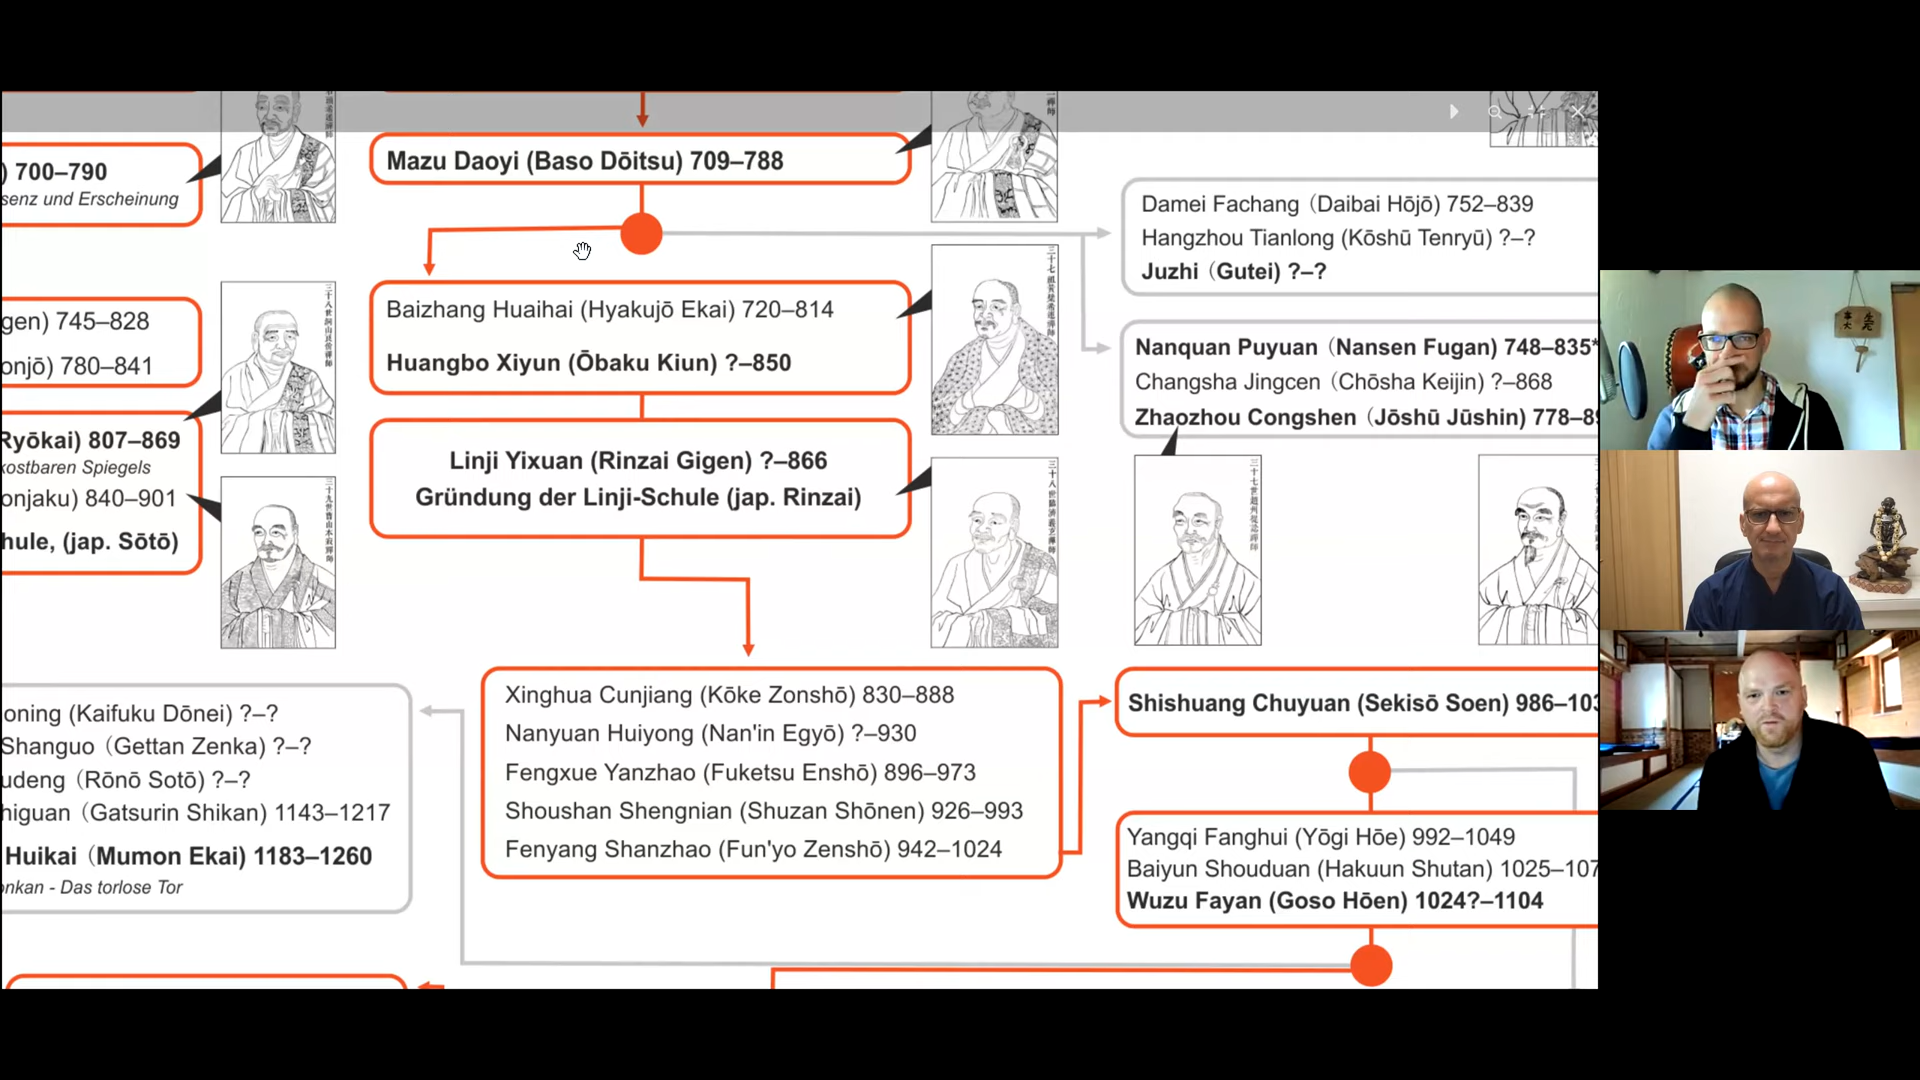 ) 700–790
senz und Erscheinung
gen) 745–828
onjō) 780–841
Ryōkai) 807–869
kostbaren Spiegels
onjaku) 840–901
hule, (jap. Sōtō)
Mazu Daoyi (Baso Dōitsu) 709–788
Baizhang Huaihai (Hyakujō Ekai) 720–814
Huangbo Xiyun (Ōbaku Kiun) ?–850
Linji Yixuan (Rinzai Gigen) ?–866
Gründung der Linji-Schule (jap. Rinzai)
Damei Fachang (Daibai Hōjō) 752–839
Hangzhou Tianlong (Kōshū Tenryū) ?–?
Juzhi (Gutei) ?–?
Nanquan Puyuan (Nansen Fugan) 748–835*
Changsha Jingcen (Chōsha Keijin) ?–868
Zhaozhou Congshen (Jōshū Jūshin) 778–8
oning (Kaifuku Dōnei) ?–?
Shanguo (Gettan Zenka) ?–?
udeng (Rōnō Sotō) ?–?
higuan (Gatsurin Shikan) 1143–1217
Huikai (Mumon Ekai) 1183–1260
onkan - Das torlose Tor
Xinghua Cunjiang (Kōke Zonshō) 830–888
Nanyuan Huiyong (Nan'in Egyō) ?–930
Fengxue Yanzhao (Fuketsu Enshō) 896–973
Shoushan Shengnian (Shuzan Shōnen) 926–993
Fenyang Shanzhao (Fun'yo Zenshō) 942–1024
Shishuang Chuyuan (Sekisō Soen) 986–103
Yangqi Fanghui (Yōgi Hōe) 992–1049
Baiyun Shouduan (Hakuun Shutan) 1025–107
Wuzu Fayan (Goso Hōen) 1024?–1104